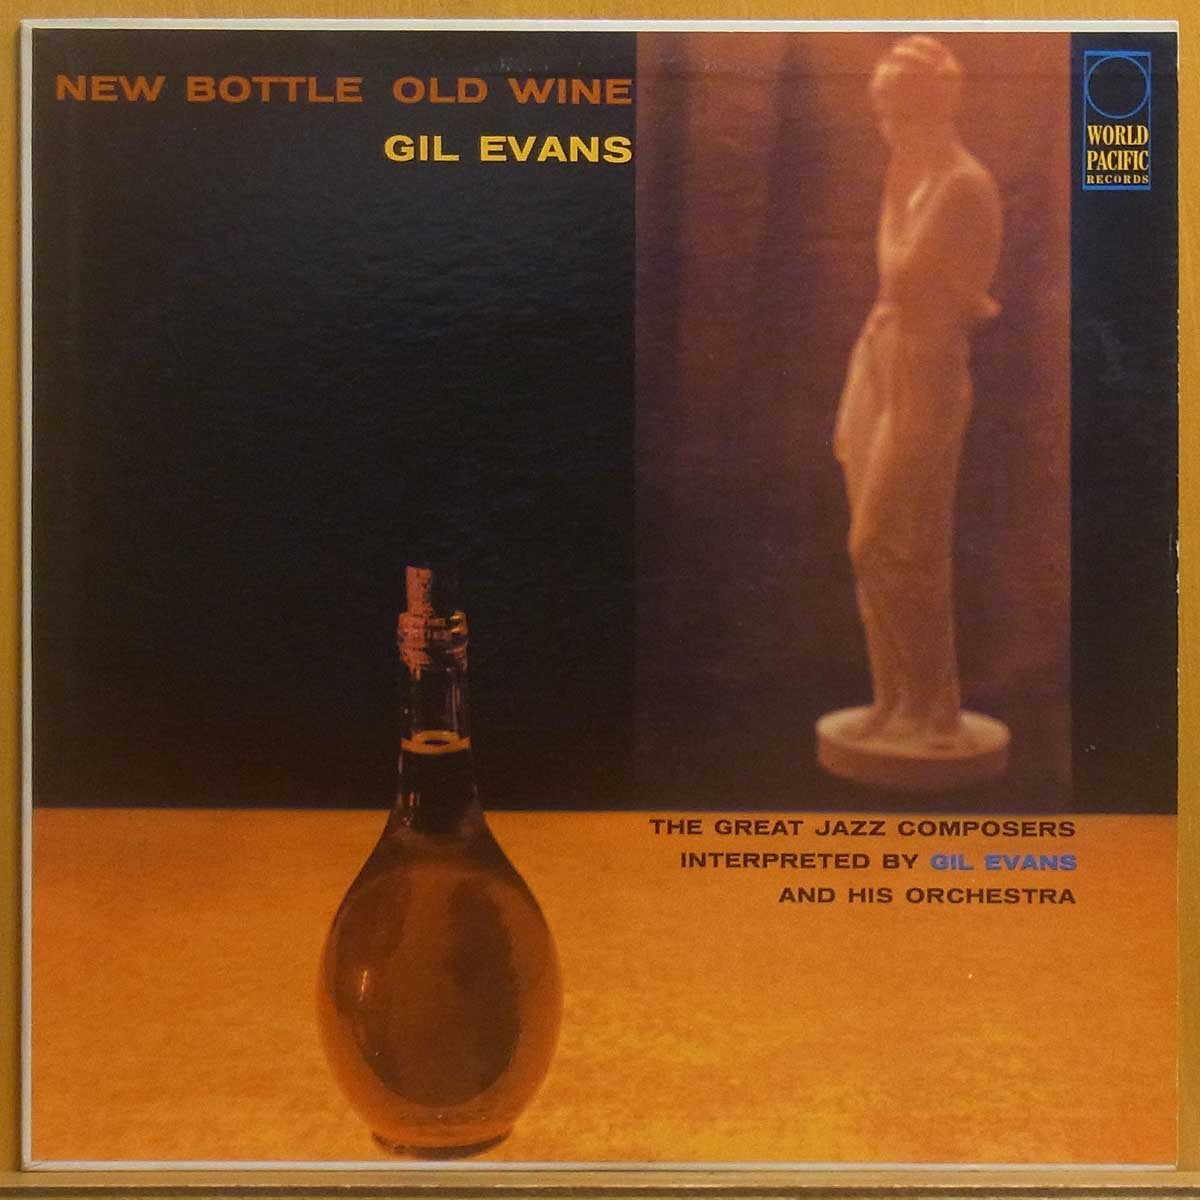 NEW BOTTLE OLD WINE
GIL EVANS
WORLD
PACIFIC
RECORDS
THE GREAT JAZZ COMPOSERS
INTERPRETED BY GIL EVANS
AND HIS ORCHESTRA